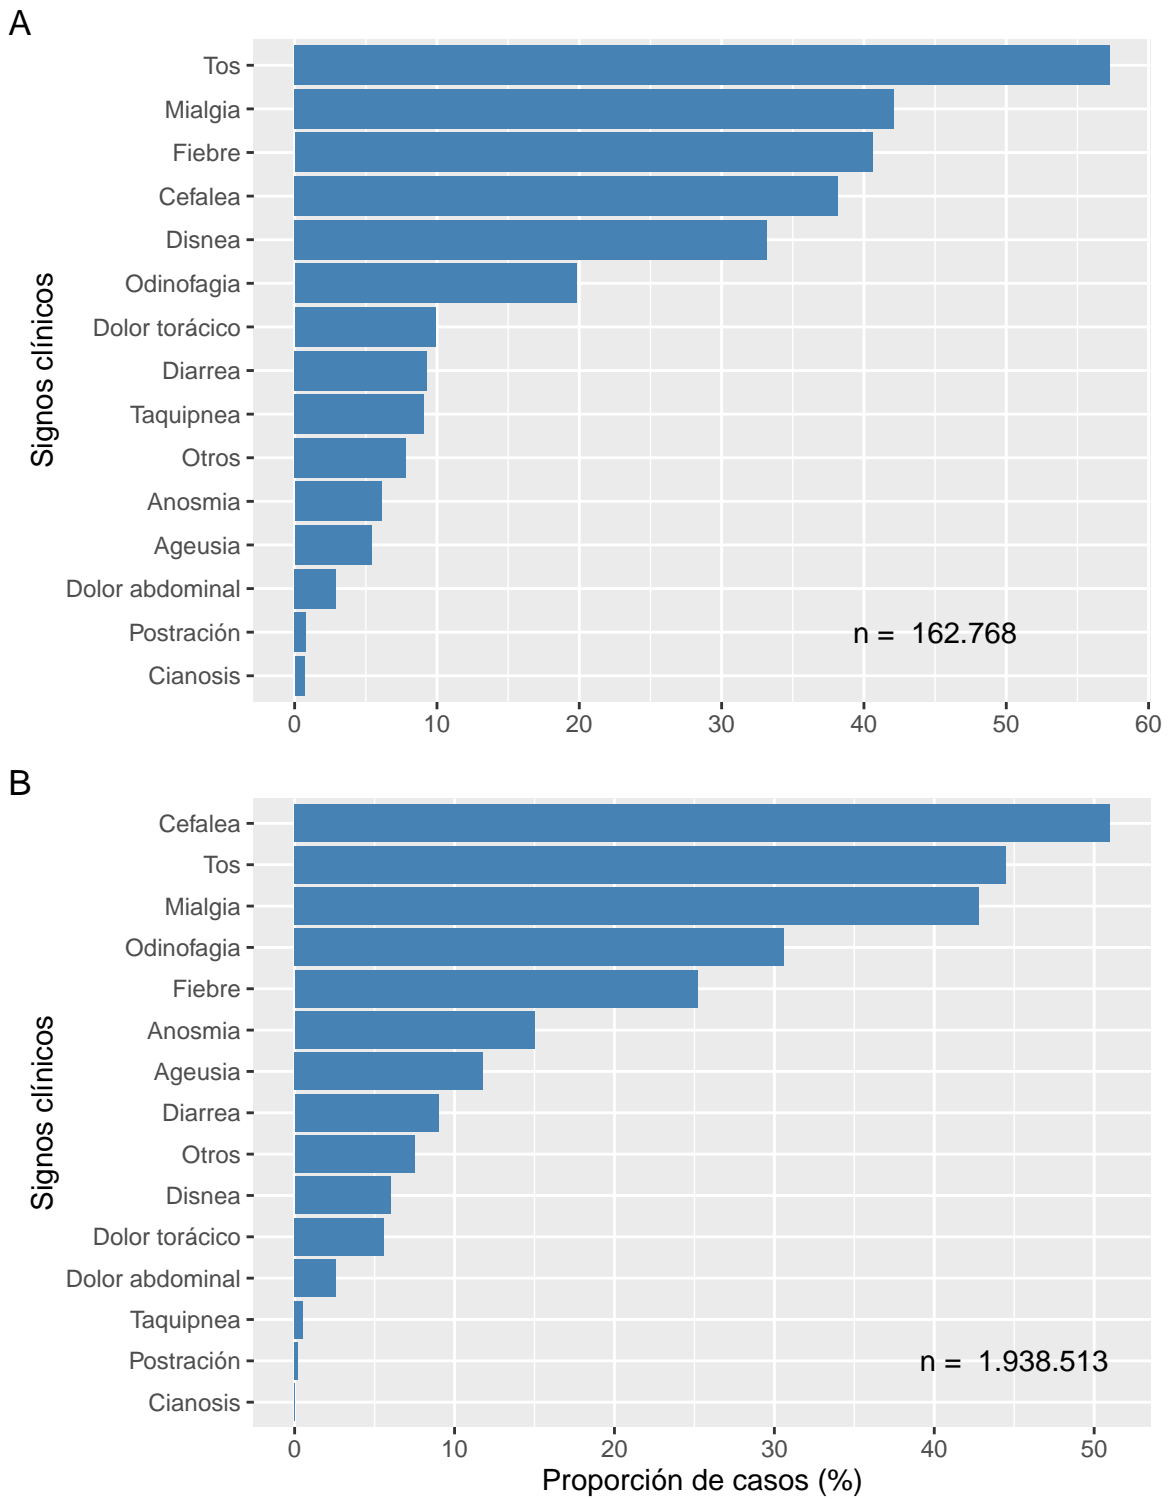 A
Signos clínicos
Tos
Mialgia
Fiebre
Cefalea
Disnea
Odinofagia
Dolor torácico
Diarrea
Taquipnea
Otros
Anosmia
Ageusia
Dolor abdominal
Postración
Cianosis
n =  162.768
0 10 20 30 40 50 60
B
Signos clínicos
Cefalea
Tos
Mialgia
Odinofagia
Fiebre
Anosmia
Ageusia
Diarrea
Otros
Disnea
Dolor torácico
Dolor abdominal
Taquipnea
Postración
Cianosis
n =  1.938.513
0 10 20 30 40 50
Proporción de casos (%)